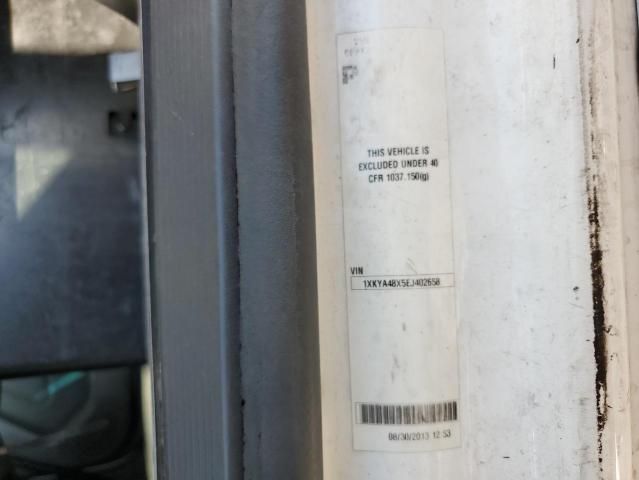 THIS VEHICLE IS
EXCLUDED UNDER 40
CFR 1037.150(g)
VIN
1XKYA48X5EJ402658
08/30/2013 12:53